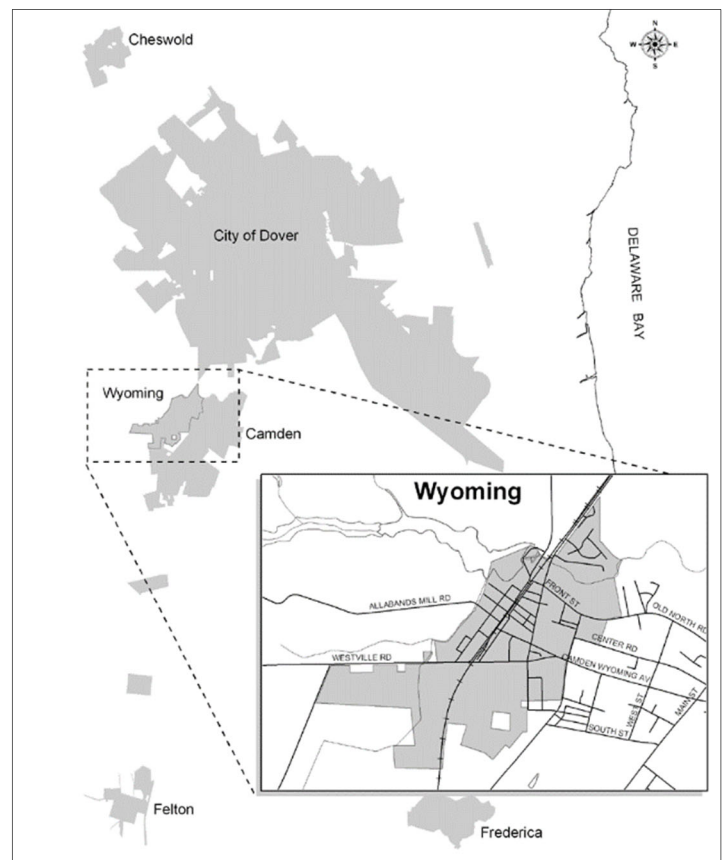 Cheswold
N
W
E
S
City of Dover
DELAWARE BAY
Wyoming
Camden
Wyoming
ALLABANDS MILL RD
FRONT ST
OLD NORTH RD
CENTER RD
WESTVILLE RD
CAMDEN WYOMING AV
WEST ST
MAIN ST
SOUTH ST
Felton
Frederica